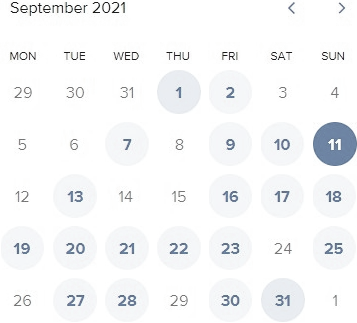 September 2021
MON TUE WED THU FRI SAT SUN
29 30 31 1 2 3 4
5 6 7 8 9 10 11
12 13 14 15 16 17 18
19 20 21 22 23 24 25
26 27 28 29 30 31 1